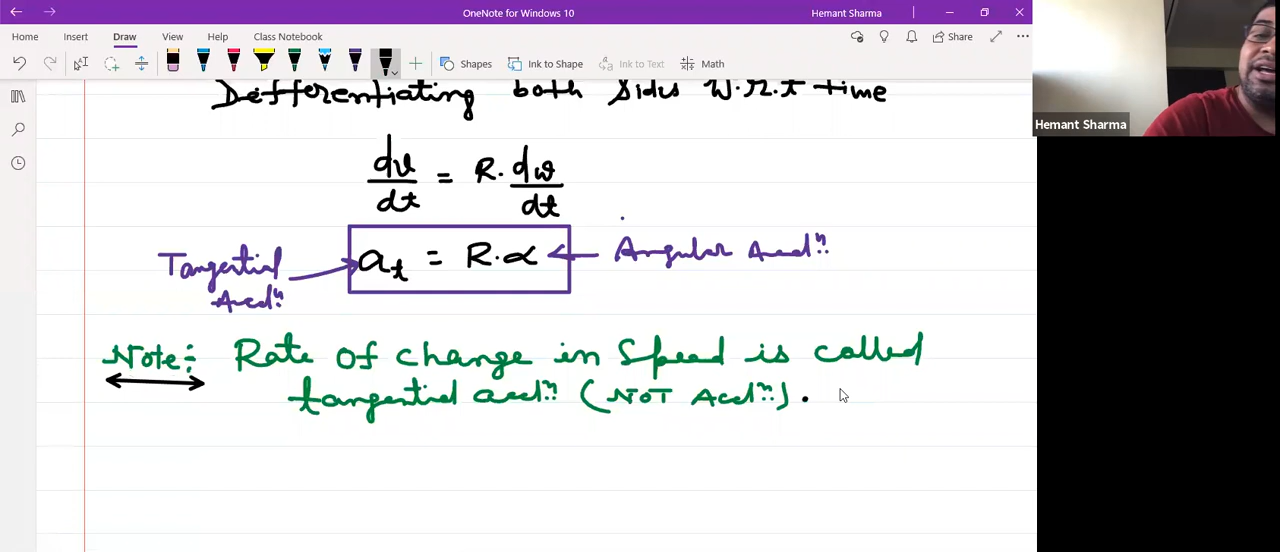 OneNote for Windows 10
Hemant Sharma
Home Insert Draw View Help Class Notebook
Share
Shapes Ink to Shape Ink to Text Math
Hemant Sharma
Differentiating both sides w.r.t time
dv/dt = R. dω/dt
a_t = R.α
Angular Accⁿ.
Tangential
Accⁿ.
Note: Rate of change in speed is called
tangential accⁿ. (NOT Accⁿ.).